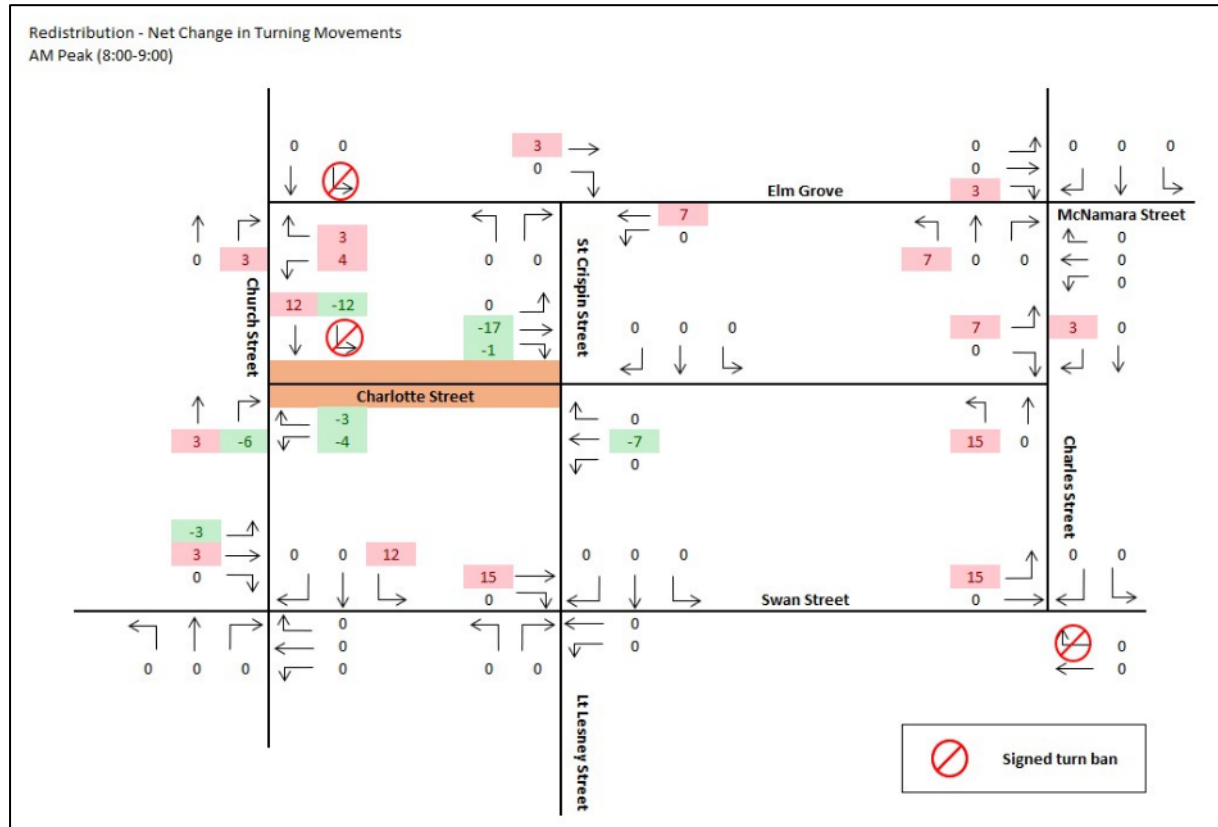 Redistribution - Net Change in Turning Movements
AM Peak (8:00-9:00)
0 0
3
0
0
0
3
0 0 0
Elm Grove
McNamara Street
0 3
3
4
0 0
7
0
7 0 0
0
0
0
Church Street
St Crispin Street
12 -12
0
-17
-1
0 0 0
7
0
3 0
Charlotte Street
3 -6
-3
-4
0
-7
0
15 0
Charles Street
-3
3
0
0 0 12
15
0
0 0 0
15
0
0 0
Swan Street
0 0 0
0
0
0
0 0
0
0
0
0
Lt Lesney Street
Signed turn ban